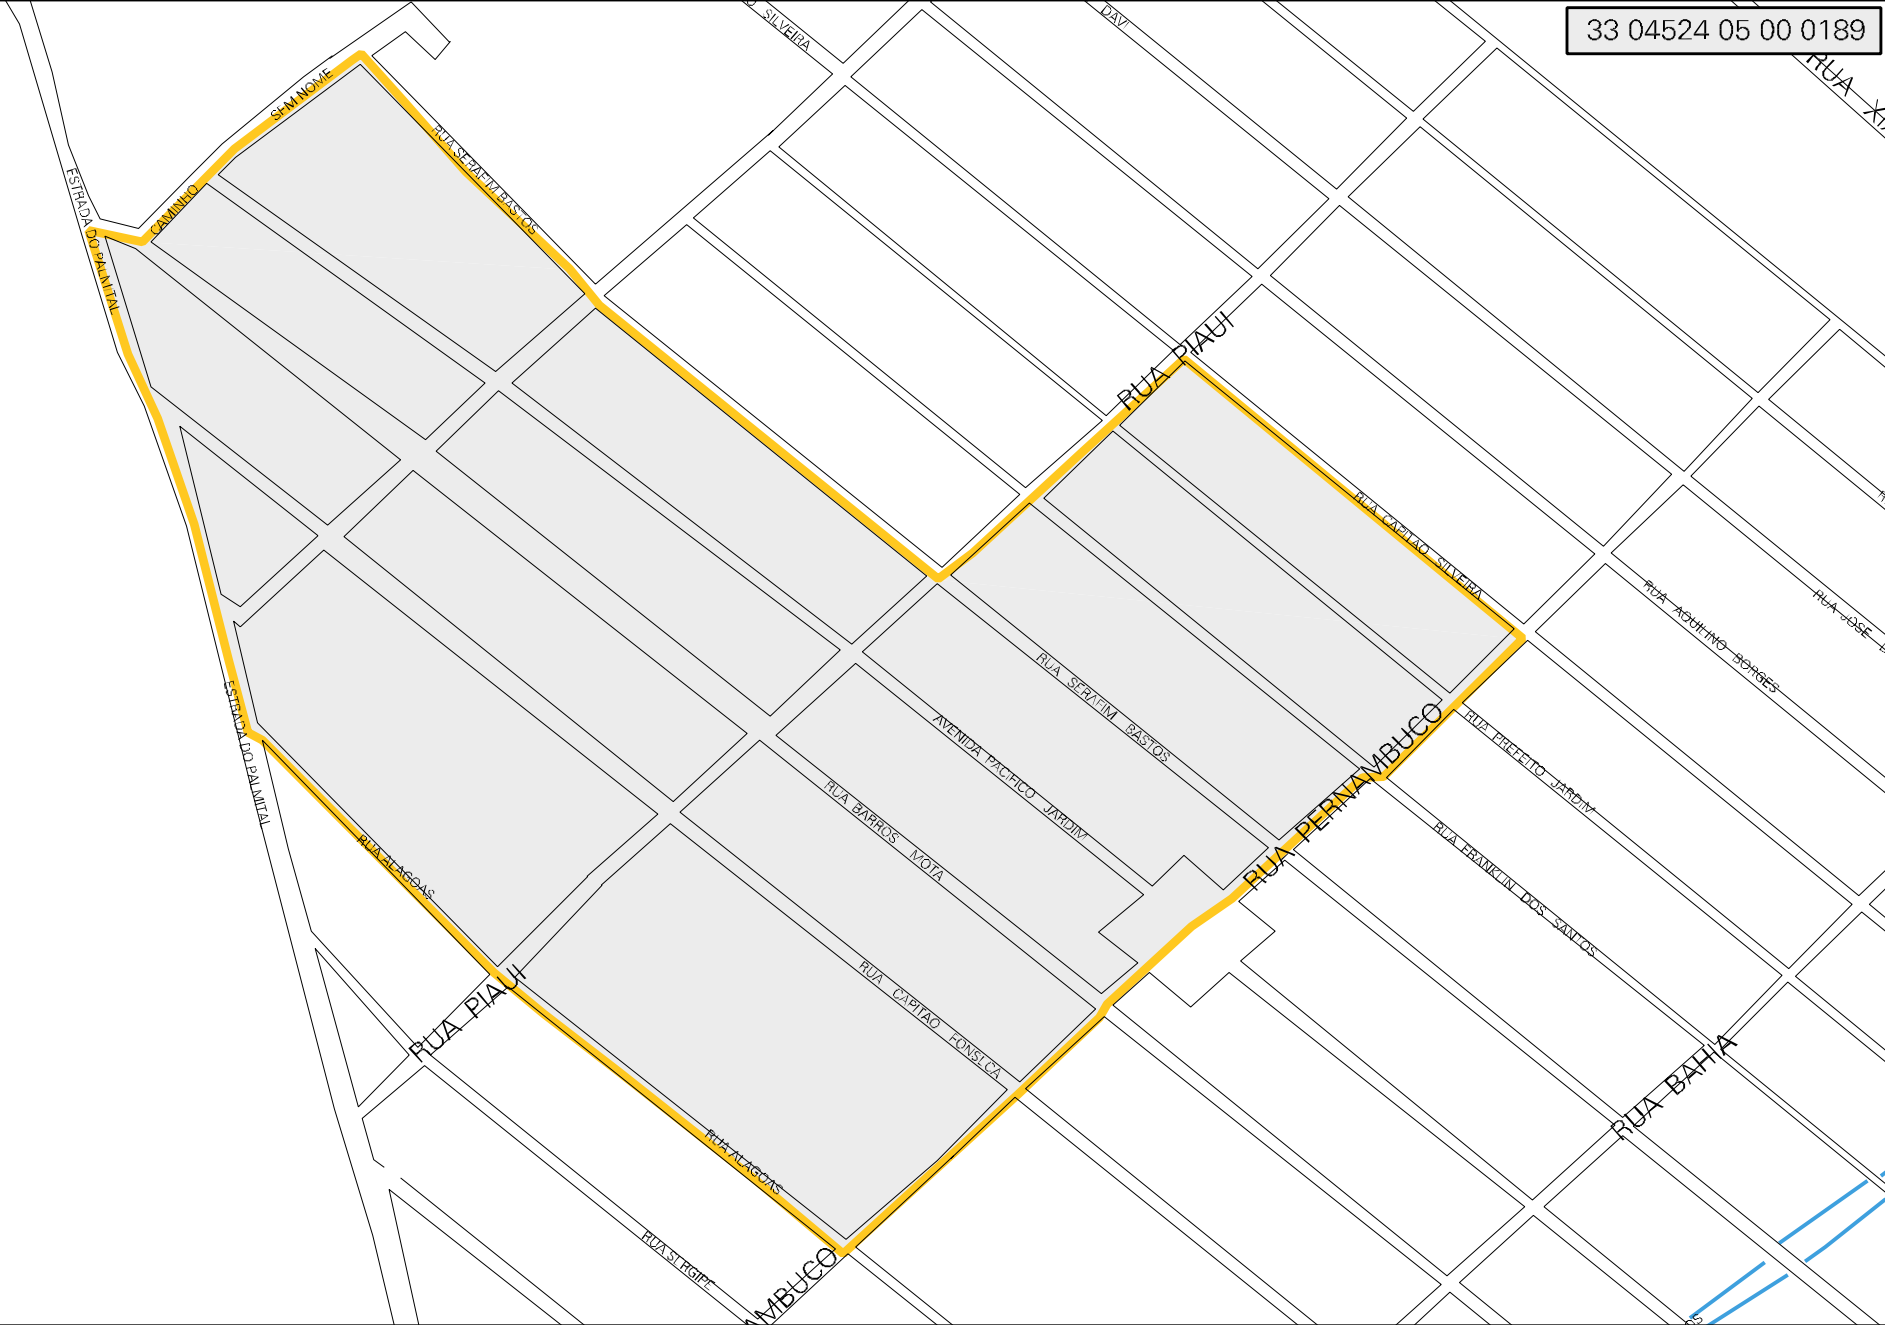 33 04524 05 00 0189
SILVEIRA
DAVI
RUA
SEM NOME
CAMINHO
RUA SERAFIM BASTOS
ESTRADA DO PALMITAL
RUA PIAUI
RUA CAPITAO SILVEIRA
RUA AQUILINO BORGES
RUA JOSE
RUA SERAFIM BASTOS
AVENIDA PACIFICO JARDIM
RUA PERNAMBUCO
RUA PREFEITO JARDIM
RUA BARROS MOTA
RUA FRANKLIN DOS SANTOS
ESTRADA DO PALMITAL
RUA ALAGOAS
RUA CAPITAO FONSECA
RUA PIAUI
RUA BAHIA
RUA ALAGOAS
RUA SERGIPE
AMBUCO